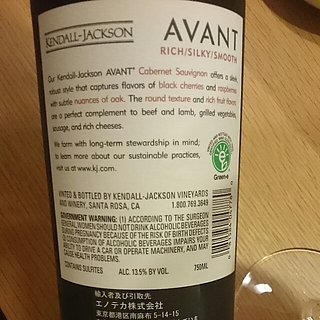 KENDALL-JACKSON
AVANT
RICH/SILKY/SMOOTH
Our Kendall-Jackson AVANT® Cabernet Sauvignon offers a sleek,
robust style that captures flavors of black cherries and raspberries
with subtle nuances of oak. The round texture and rich fruit flavors
are a perfect complement to beef and lamb, grilled vegetables,
sausage, and rich cheeses.
We farm with long-term stewardship in mind;
to learn more about our sustainable practices,
visit us at www.kj.com.
Green-e
VINTED & BOTTLED BY KENDALL-JACKSON VINEYARDS
AND WINERY, SANTA ROSA, CA 1.800.769.3649
GOVERNMENT WARNING: (1) ACCORDING TO THE SURGEON
GENERAL, WOMEN SHOULD NOT DRINK ALCOHOLIC BEVERAGES
DURING PREGNANCY BECAUSE OF THE RISK OF BIRTH DEFECTS.
(2) CONSUMPTION OF ALCOHOLIC BEVERAGES IMPAIRS YOUR
ABILITY TO DRIVE A CAR OR OPERATE MACHINERY, AND MAY
CAUSE HEALTH PROBLEMS.
CONTAINS SULFITES ALC. 13.5% BY VOL. 750ML
輸入者及び引取先
エノテカ株式会社
東京都港区南麻布 5-14-15